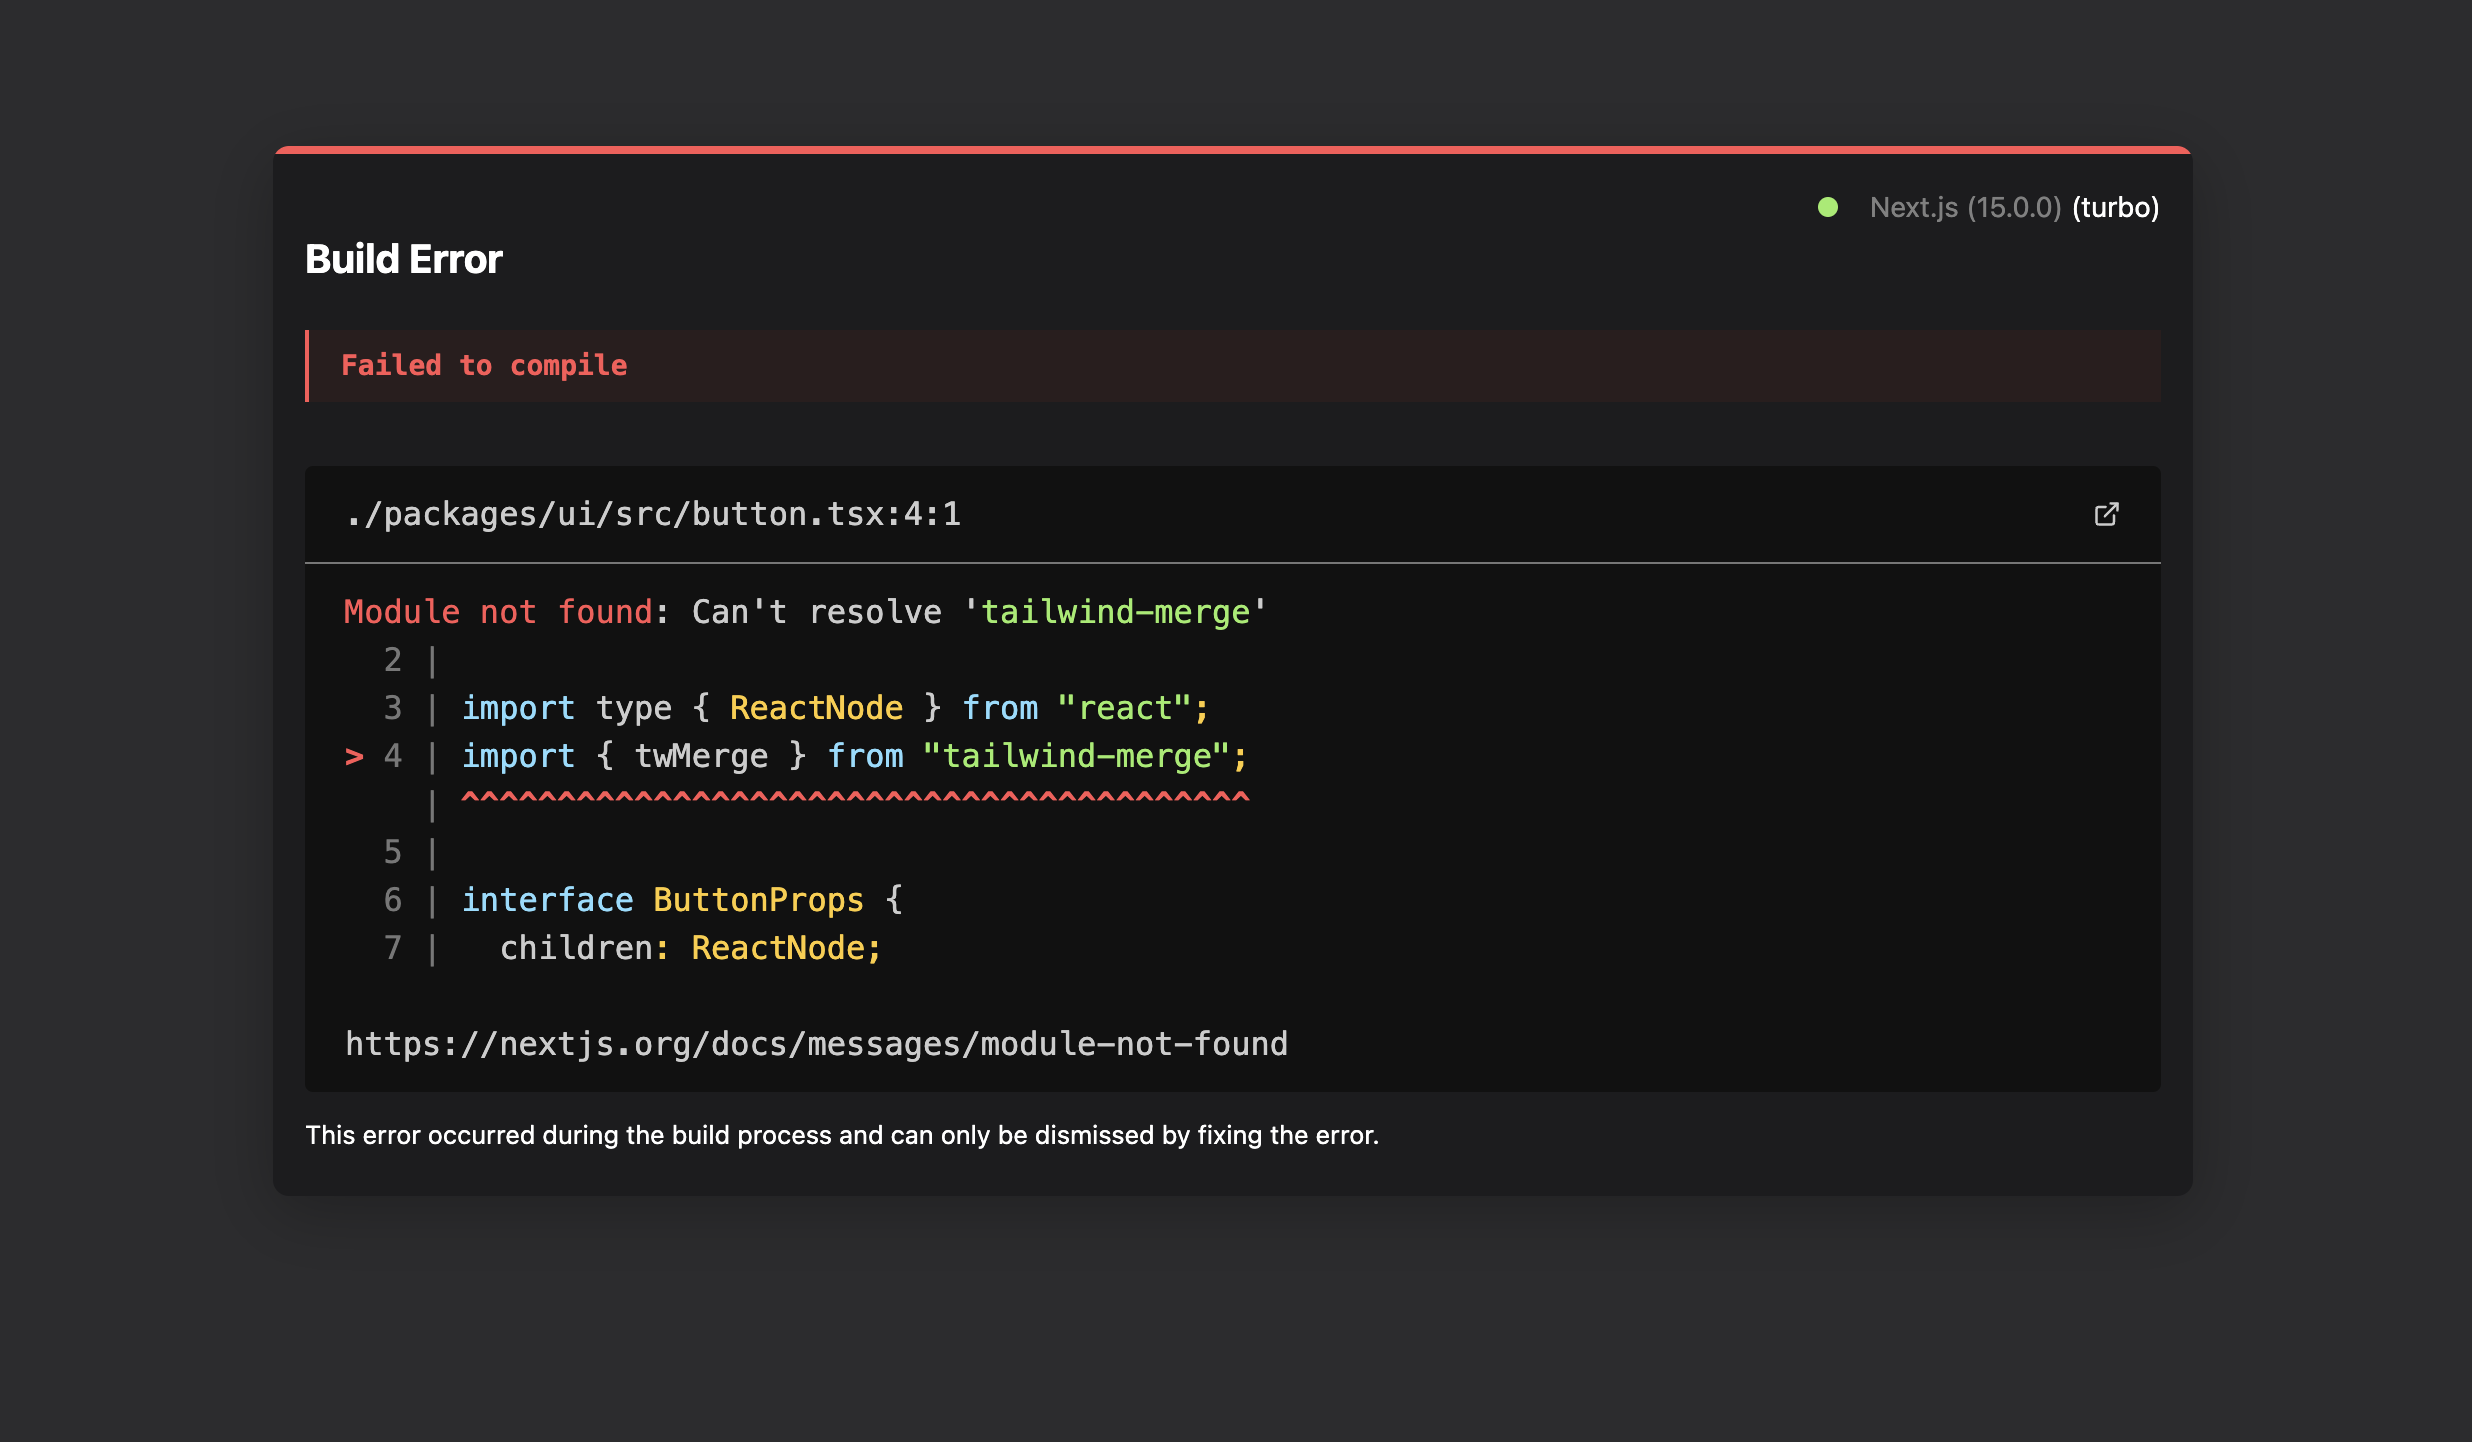 Next.js (15.0.0) (turbo)
Build Error
Failed to compile
./packages/ui/src/button.tsx:4:1
Module not found: Can't resolve 'tailwind-merge'
  2 |
  3 | import type { ReactNode } from "react";
> 4 | import { twMerge } from "tailwind-merge";
    | ^^^^^^^^^^^^^^^^^^^^^^^^^^^^^^^^^^^^^^^^^
  5 |
  6 | interface ButtonProps {
  7 |   children: ReactNode;
https://nextjs.org/docs/messages/module-not-found
This error occurred during the build process and can only be dismissed by fixing the error.